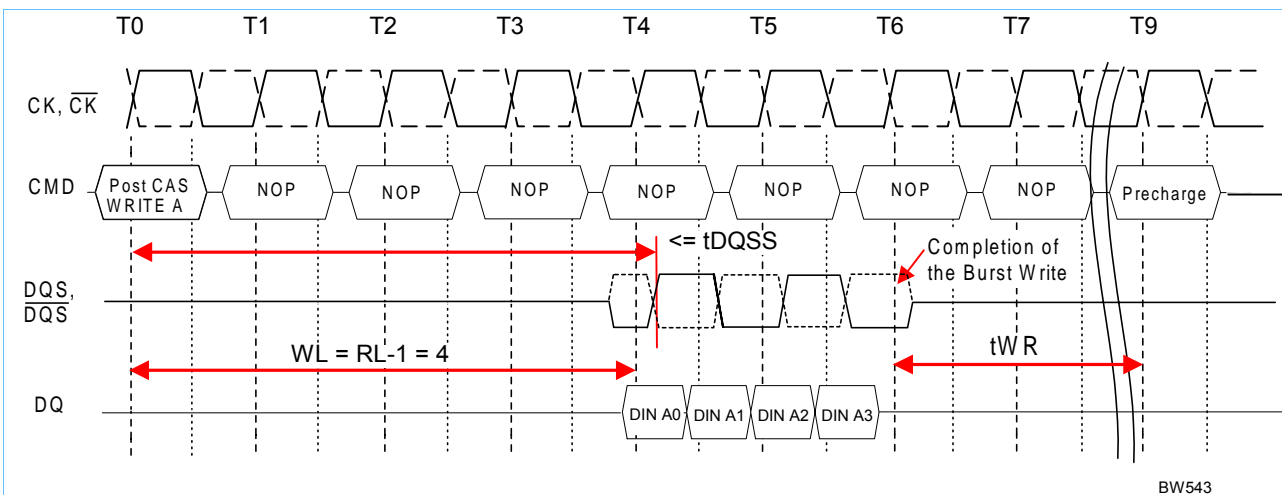 T0 T1 T2 T3 T4 T5 T6 T7 T9
CK, CK
CMD
Post CAS
WRITE A
NOP NOP NOP NOP NOP NOP NOP Precharge
<= tDQSS
Completion of
the Burst Write
DQS,
DQS
WL = RL-1 = 4
tWR
DQ
DIN A0 DIN A1 DIN A2 DIN A3
BW543